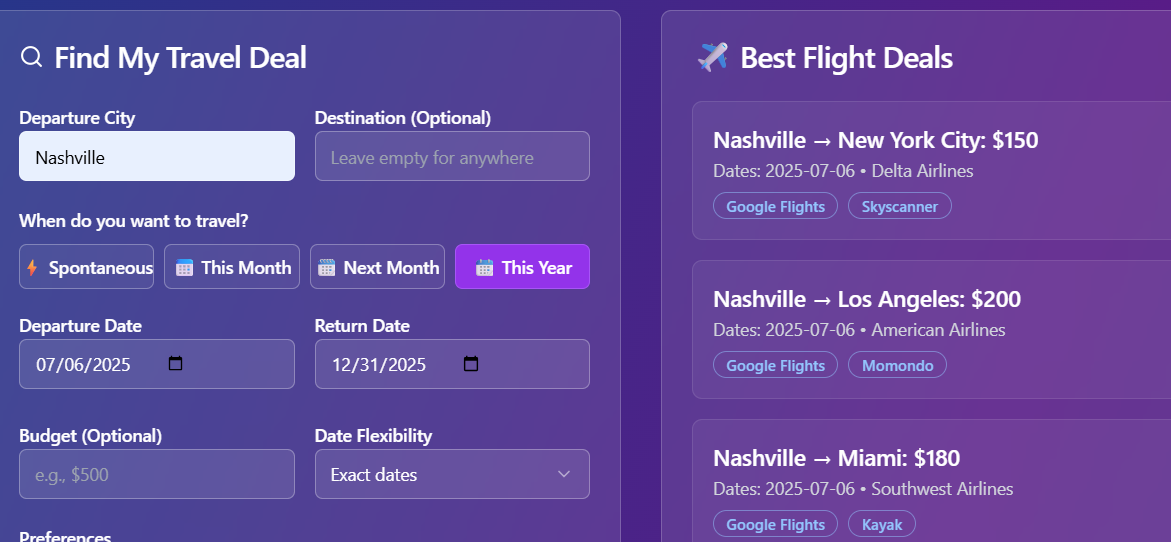 Find My Travel Deal
Departure City
Destination (Optional)
Nashville
Leave empty for anywhere
When do you want to travel?
Spontaneous
This Month
Next Month
This Year
Departure Date
Return Date
07/06/2025
12/31/2025
Budget (Optional)
Date Flexibility
e.g., $500
Exact dates
Preferences
Best Flight Deals
Nashville → New York City: $150
Dates: 2025-07-06 • Delta Airlines
Google Flights
Skyscanner
Nashville → Los Angeles: $200
Dates: 2025-07-06 • American Airlines
Google Flights
Momondo
Nashville → Miami: $180
Dates: 2025-07-06 • Southwest Airlines
Google Flights
Kayak